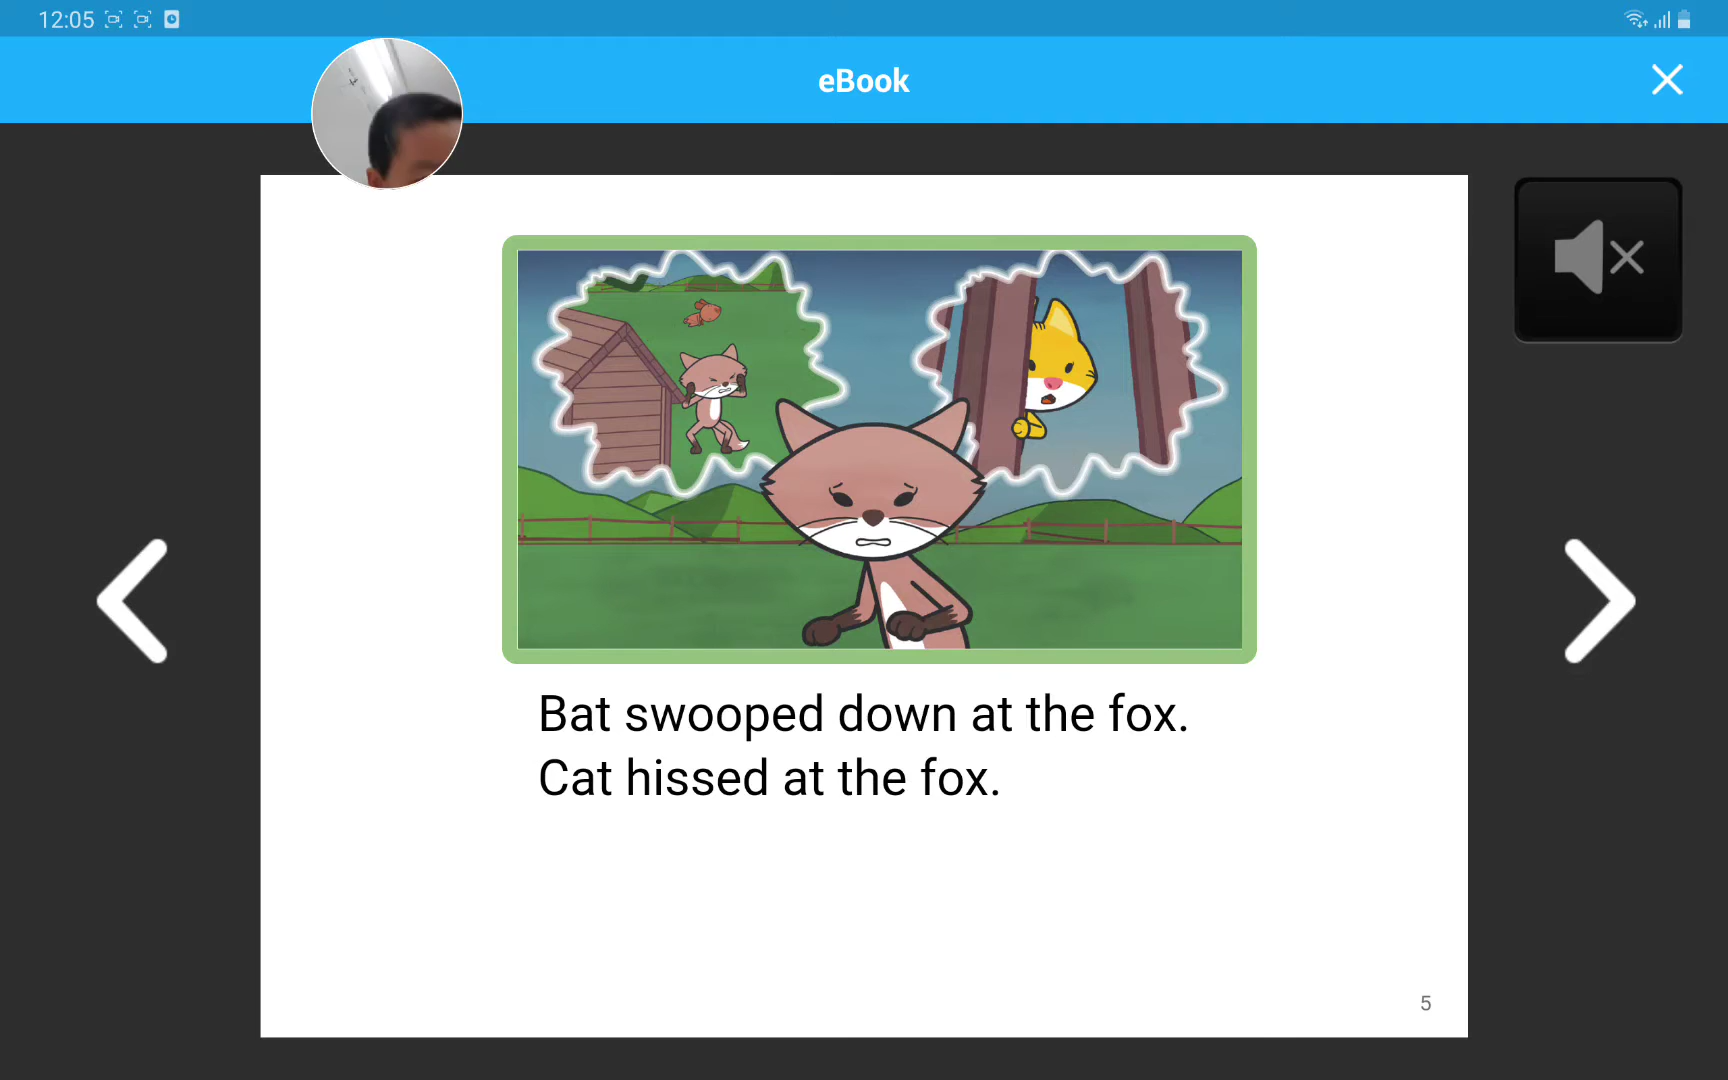 12:05
eBook
Bat swooped down at the fox.
Cat hissed at the fox.
5